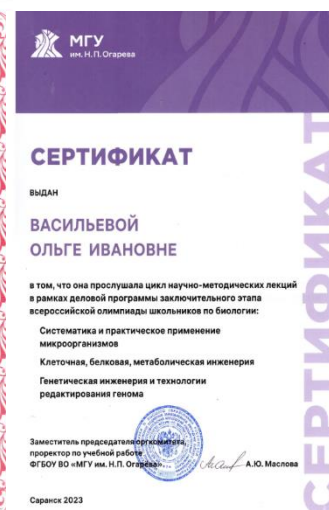 МГУ
им. Н. П. Огарева
СЕРТИФИКАТ
ВЫДАН
ВАСИЛЬЕВОЙ
ОЛЬГЕ ИВАНОВНЕ
в том, что она прослушала цикл научно-методических лекций
в рамках деловой программы заключительного этапа
всероссийской олимпиады школьников по биологии:
Систематика и практическое применение
микроорганизмов
Клеточная, белковая, метаболическая инженерия
Генетическая инженерия и технологии
редактирования генома
Заместитель председателя оргкомитета,
проректор по учебной работе
ФГБОУ ВО «МГУ им. Н.П. Огарёва»
А.Ю. Маслова
Саранск 2023
СЕРТИФИКАТ